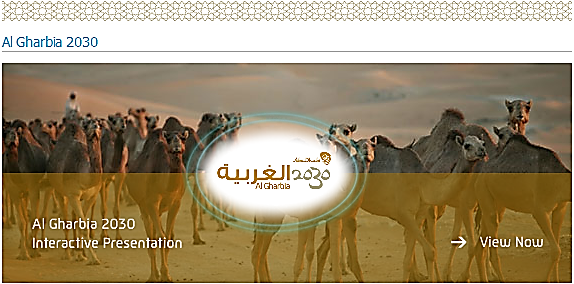 Al Gharbia 2030
الغربية 2030
Al Gharbia
Al Gharbia 2030
Interactive Presentation
→ View Now